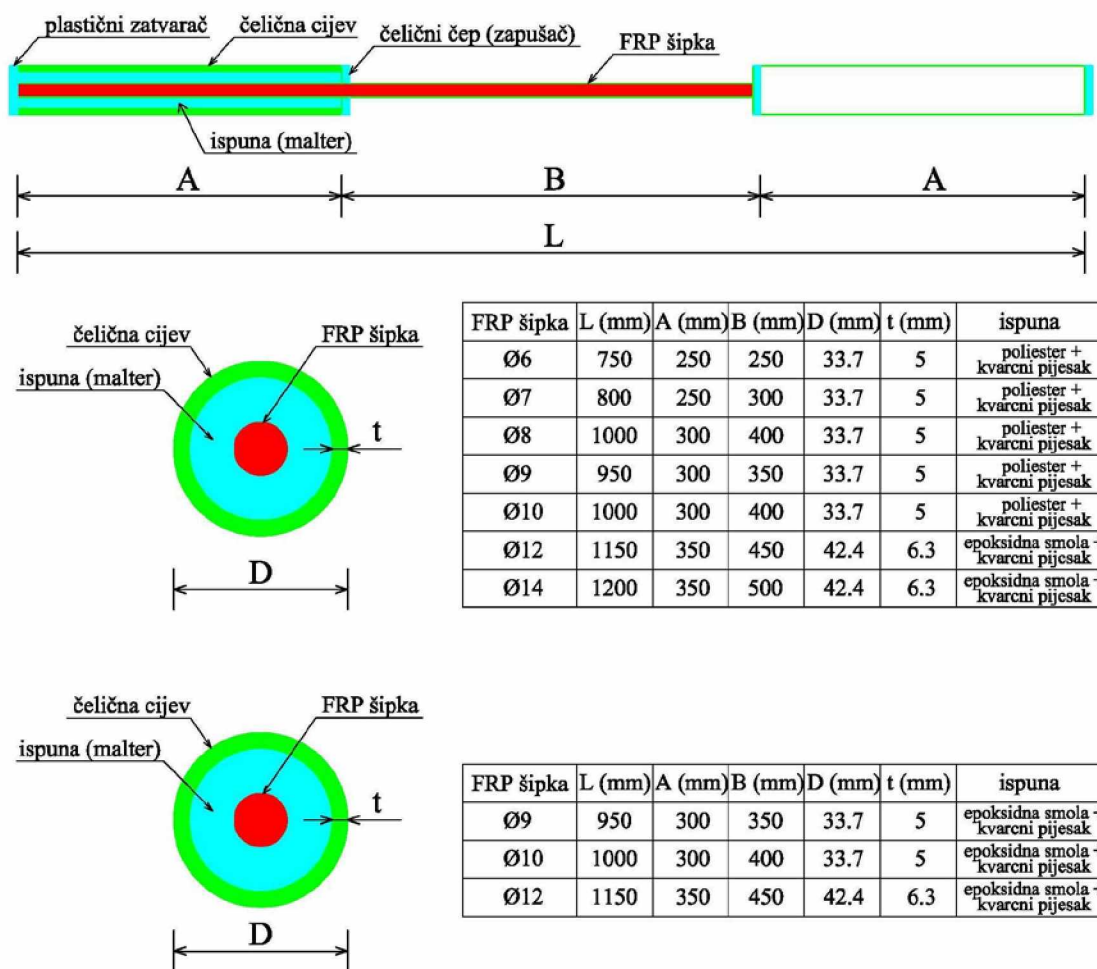 plastični zatvarač
čelična cijev
čelični čep (zapušač)
FRP šipka
ispuna (malter)
A B A
L
čelična cijev
FRP šipka
ispuna (malter)
t
D
FRP šipka L (mm) A (mm) B (mm) D (mm) t (mm) ispuna
Ø6 750 250 250 33.7 5 poliester +
kvarcni pijesak
Ø7 800 250 300 33.7 5 poliester +
kvarcni pijesak
Ø8 1000 300 400 33.7 5 poliester +
kvarcni pijesak
Ø9 950 300 350 33.7 5 poliester +
kvarcni pijesak
Ø10 1000 300 400 33.7 5 poliester +
kvarcni pijesak
Ø12 1150 350 450 42.4 6.3 epoksidna smola +
kvarcni pijesak
Ø14 1200 350 500 42.4 6.3 epoksidna smola +
kvarcni pijesak
čelična cijev
FRP šipka
ispuna (malter)
t
D
FRP šipka L (mm) A (mm) B (mm) D (mm) t (mm) ispuna
Ø9 950 300 350 33.7 5 epoksidna smola +
kvarcni pijesak
Ø10 1000 300 400 33.7 5 epoksidna smola +
kvarcni pijesak
Ø12 1150 350 450 42.4 6.3 epoksidna smola +
kvarcni pijesak